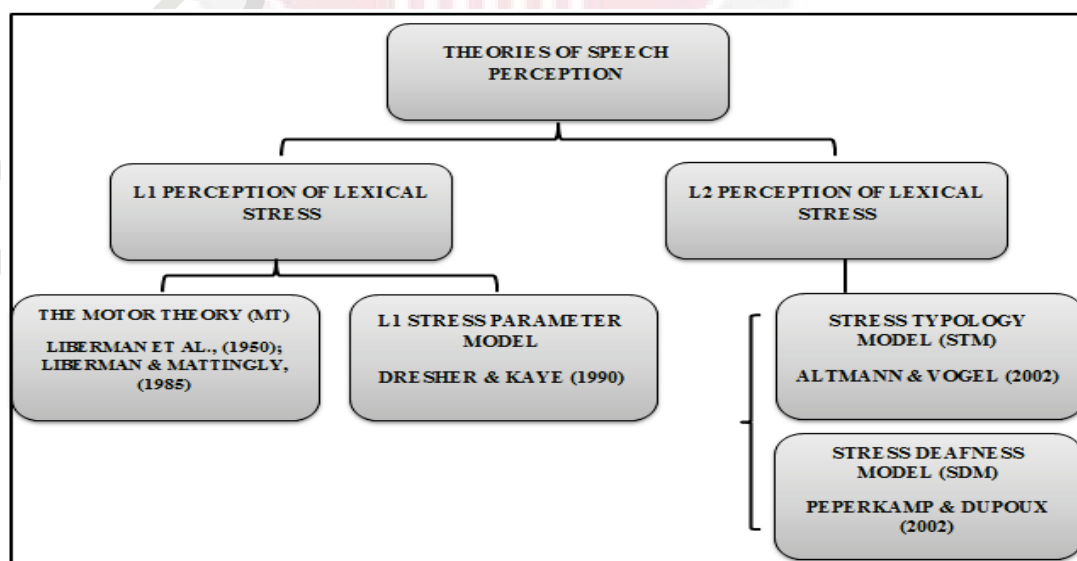 THEORIES OF SPEECH
PERCEPTION
L1 PERCEPTION OF LEXICAL
STRESS
L2 PERCEPTION OF LEXICAL
STRESS
THE MOTOR THEORY (MT)
LIBERMAN ET AL., (1950);
LIBERMAN & MATTINGLY,
(1985)
L1 STRESS PARAMETER
MODEL
DRESHER & KAYE (1990)
STRESS TYPOLOGY
MODEL (STM)
ALTMANN & VOGEL (2002)
STRESS DEAFNESS
MODEL (SDM)
PEPERKAMP & DUPOUX
(2002)